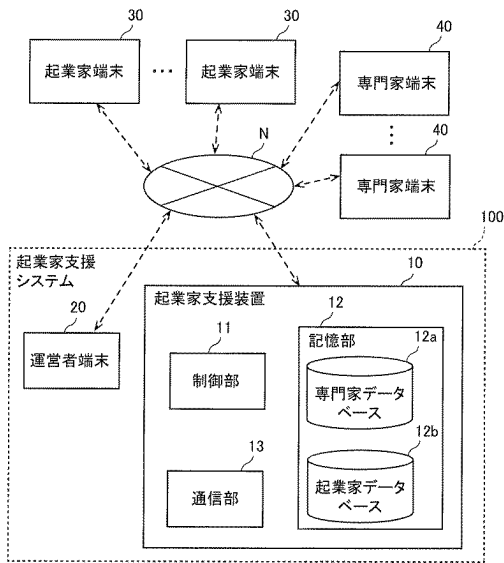 30
30
起業家端末
…
起業家端末
40
専門家端末
⋮
40
専門家端末
N
100
起業家支援
システム
10
20
運営者端末
起業家支援装置
11
制御部
12
記憶部
12a
専門家データ
ベース
13
通信部
12b
起業家データ
ベース